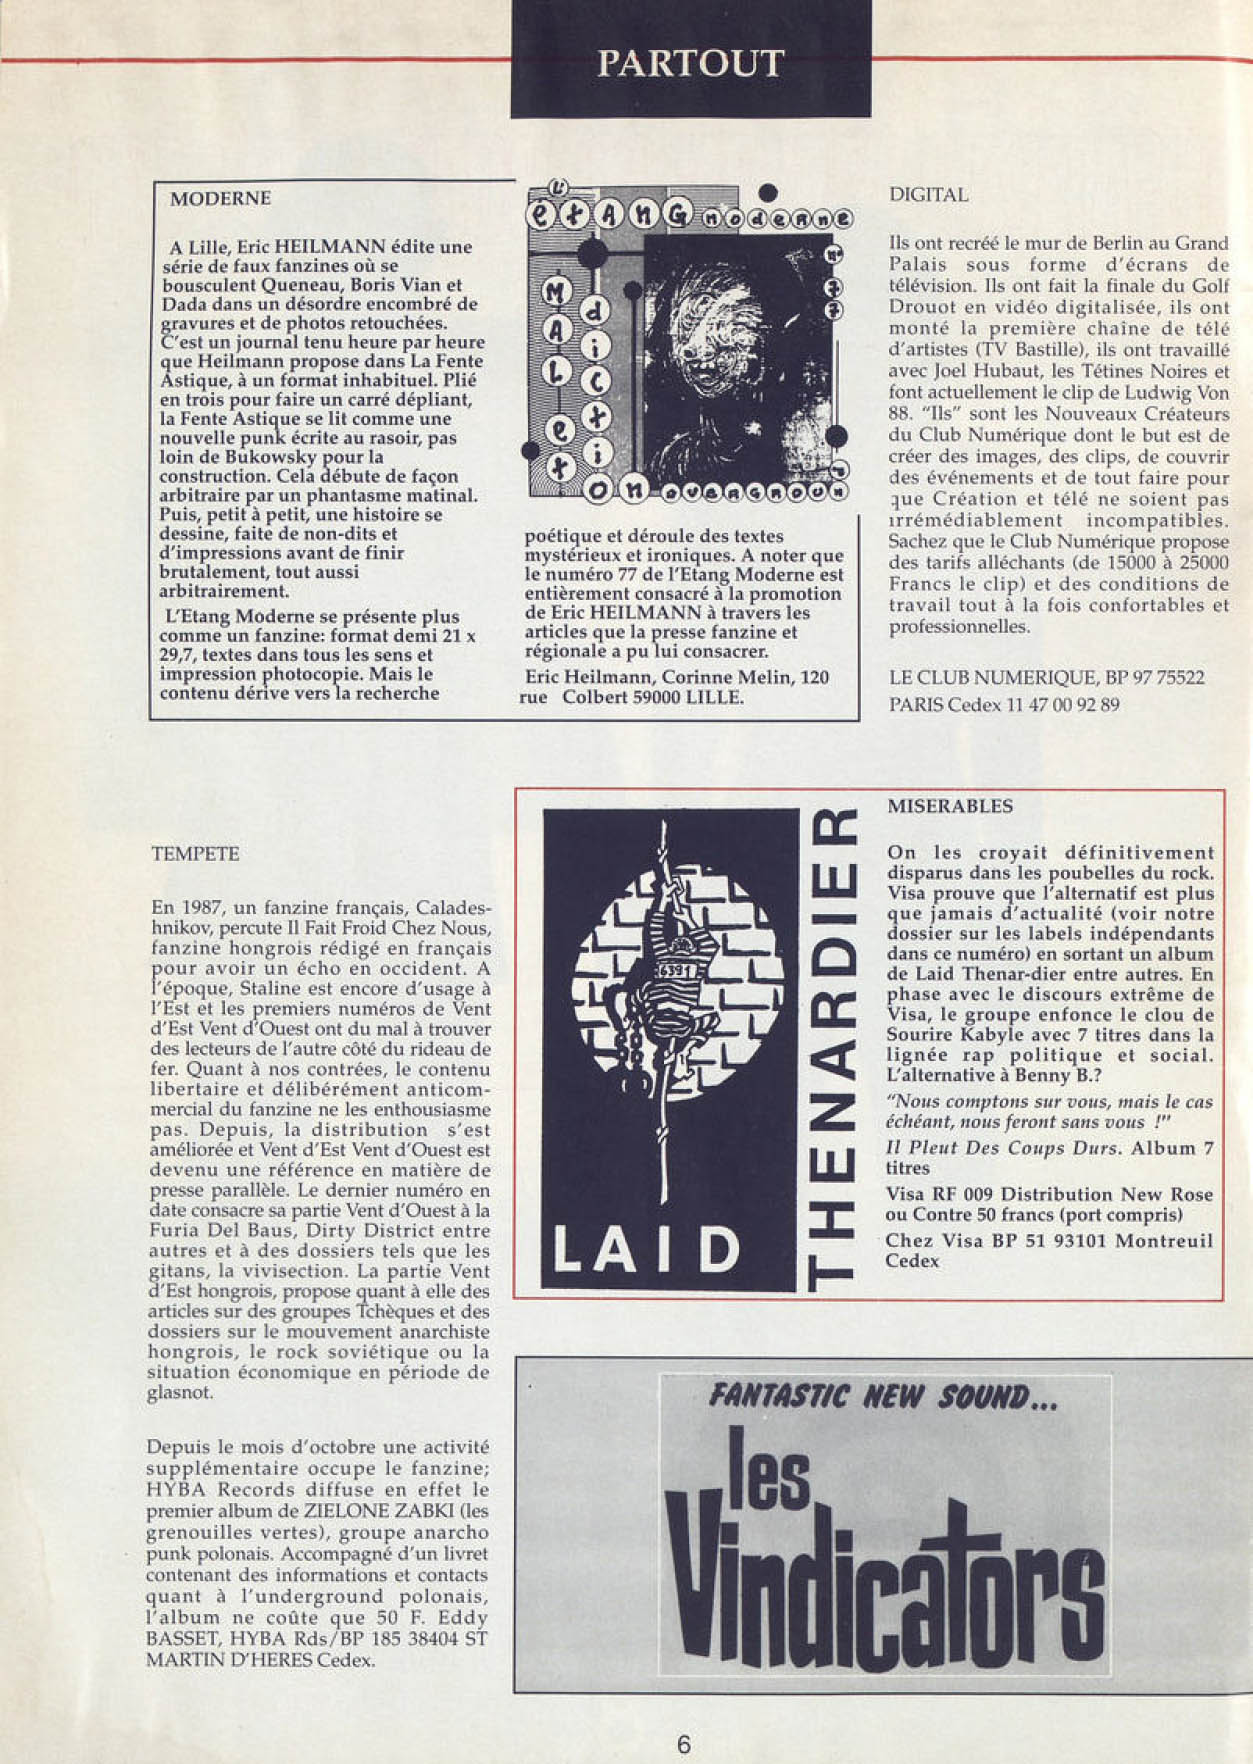 PARTOUT
MODERNE
A Lille, Eric HEILMANN édite une
série de faux fanzines où se
bousculent Queneau, Boris Vian et
Dada dans un désordre encombré de
gravures et de photos retouchées.
C'est un journal tenu heure par heure
que Heilmann propose dans La Fente
Astique, à un format inhabituel. Plié
en trois pour faire un carré dépliant,
la Fente Astique se lit comme une
nouvelle punk écrite au rasoir, pas
loin de Bukowsky pour la
construction. Cela débute de façon
arbitraire par un phantasme matinal.
Puis, petit à petit, une histoire se
dessine, faite de non-dits et
d'impressions avant de finir
brutalement, tout aussi
arbitrairement.
L'Etang Moderne se présente plus
comme un fanzine: format demi 21 x
29,7, textes dans tous les sens et
impression photocopie. Mais le
contenu dérive vers la recherche
L'
étANG moderne
n° 77
MALet
diction
overgroun
poétique et déroule des textes
mystérieux et ironiques. A noter que
le numéro 77 de l'Etang Moderne est
entièrement consacré à la promotion
de Eric HEILMANN à travers les
articles que la presse fanzine et
régionale a pu lui consacrer.
Eric Heilmann, Corinne Melin, 120
rue Colbert 59000 LILLE.
DIGITAL
Ils ont recréé le mur de Berlin au Grand
Palais sous forme d'écrans de
télévision. Ils ont fait la finale du Golf
Drouot en vidéo digitalisée, ils ont
monté la première chaîne de télé
d'artistes (TV Bastille), ils ont travaillé
avec Joel Hubaut, les Tétines Noires et
font actuellement le clip de Ludwig Von
88. "Ils" sont les Nouveaux Créateurs
du Club Numérique dont le but est de
créer des images, des clips, de couvrir
des événements et de tout faire pour
que Création et télé ne soient pas
irrémédiablement incompatibles.
Sachez que le Club Numérique propose
des tarifs alléchants (de 15000 à 25000
Francs le clip) et des conditions de
travail tout à la fois confortables et
professionnelles.
LE CLUB NUMERIQUE, BP 97 75522
PARIS Cedex 11 47 00 92 89
TEMPETE
En 1987, un fanzine français, Calades-
hnikov, percute Il Fait Froid Chez Nous,
fanzine hongrois rédigé en français
pour avoir un écho en occident. A
l'époque, Staline est encore d'usage à
l'Est et les premiers numéros de Vent
d'Est Vent d'Ouest ont du mal à trouver
des lecteurs de l'autre côté du rideau de
fer. Quant à nos contrées, le contenu
libertaire et délibérément anticom-
mercial du fanzine ne les enthousiasme
pas. Depuis, la distribution s'est
améliorée et Vent d'Est Vent d'Ouest est
devenu une référence en matière de
presse parallèle. Le dernier numéro en
date consacre sa partie Vent d'Ouest à la
Furia Del Baus, Dirty District entre
autres et à des dossiers tels que les
gitans, la vivisection. La partie Vent
d'Est hongrois, propose quant à elle des
articles sur des groupes Tchèques et des
dossiers sur le mouvement anarchiste
hongrois, le rock soviétique ou la
situation économique en période de
glasnot.
Depuis le mois d'octobre une activité
supplémentaire occupe le fanzine;
HYBA Records diffuse en effet le
premier album de ZIELONE ZABKI (les
grenouilles vertes), groupe anarcho
punk polonais. Accompagné d'un livret
contenant des informations et contacts
quant à l'underground polonais,
l'album ne coûte que 50 F. Eddy
BASSET, HYBA Rds/BP 185 38404 ST
MARTIN D'HERES Cedex.
6391
LAID
THENARDIER
MISERABLES
On les croyait définitivement
disparus dans les poubelles du rock.
Visa prouve que l'alternatif est plus
que jamais d'actualité (voir notre
dossier sur les labels indépendants
dans ce numéro) en sortant un album
de Laid Thenar-dier entre autres. En
phase avec le discours extrême de
Visa, le groupe enfonce le clou de
Sourire Kabyle avec 7 titres dans la
lignée rap politique et social.
L'alternative à Benny B.?
"Nous comptons sur vous, mais le cas
échéant, nous feront sans vous !"
Il Pleut Des Coups Durs. Album 7
titres
Visa RF 009 Distribution New Rose
ou Contre 50 francs (port compris)
Chez Visa BP 51 93101 Montreuil
Cedex
FANTASTIC NEW SOUND...
les
Vindicators
6